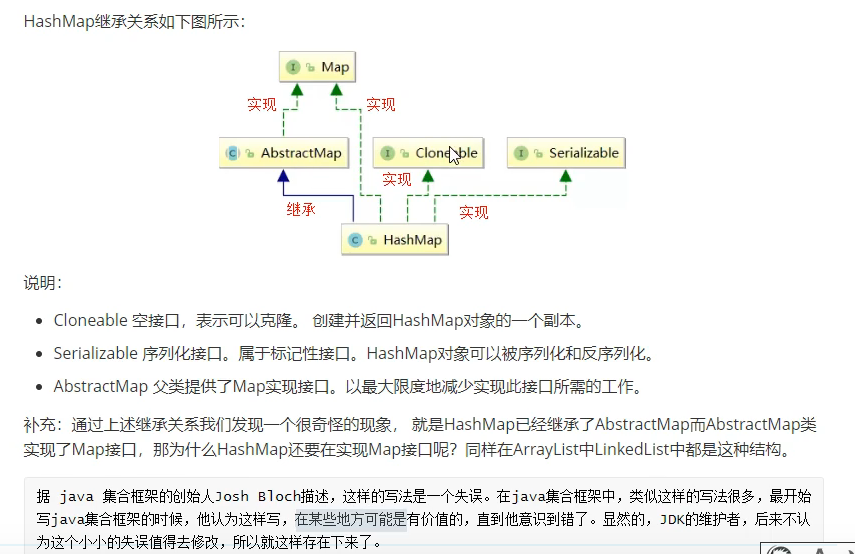 HashMap继承关系如下图所示：
I Map
实现 实现
C AbstractMap I Cloneable I Serializable
实现
继承 实现
C HashMap
说明：
• Cloneable 空接口，表示可以克隆。 创建并返回HashMap对象的一个副本。
• Serializable 序列化接口。属于标记性接口。HashMap对象可以被序列化和反序列化。
• AbstractMap 父类提供了Map实现接口。以最大限度地减少实现此接口所需的工作。
补充：通过上述继承关系我们发现一个很奇怪的现象， 就是HashMap已经继承了AbstractMap而AbstractMap类
实现了Map接口，那为什么HashMap还要在实现Map接口呢？同样在ArrayList中LinkedList中都是这种结构。
据 java 集合框架的创始人Josh Bloch描述，这样的写法是一个失误。在java集合框架中，类似这样的写法很多，最开始
写java集合框架的时候，他认为这样写，在某些地方可能是有价值的，直到他意识到错了。显然的，JDK的维护者，后来不认
为这个小小的失误值得去修改，所以就这样存在下来了。